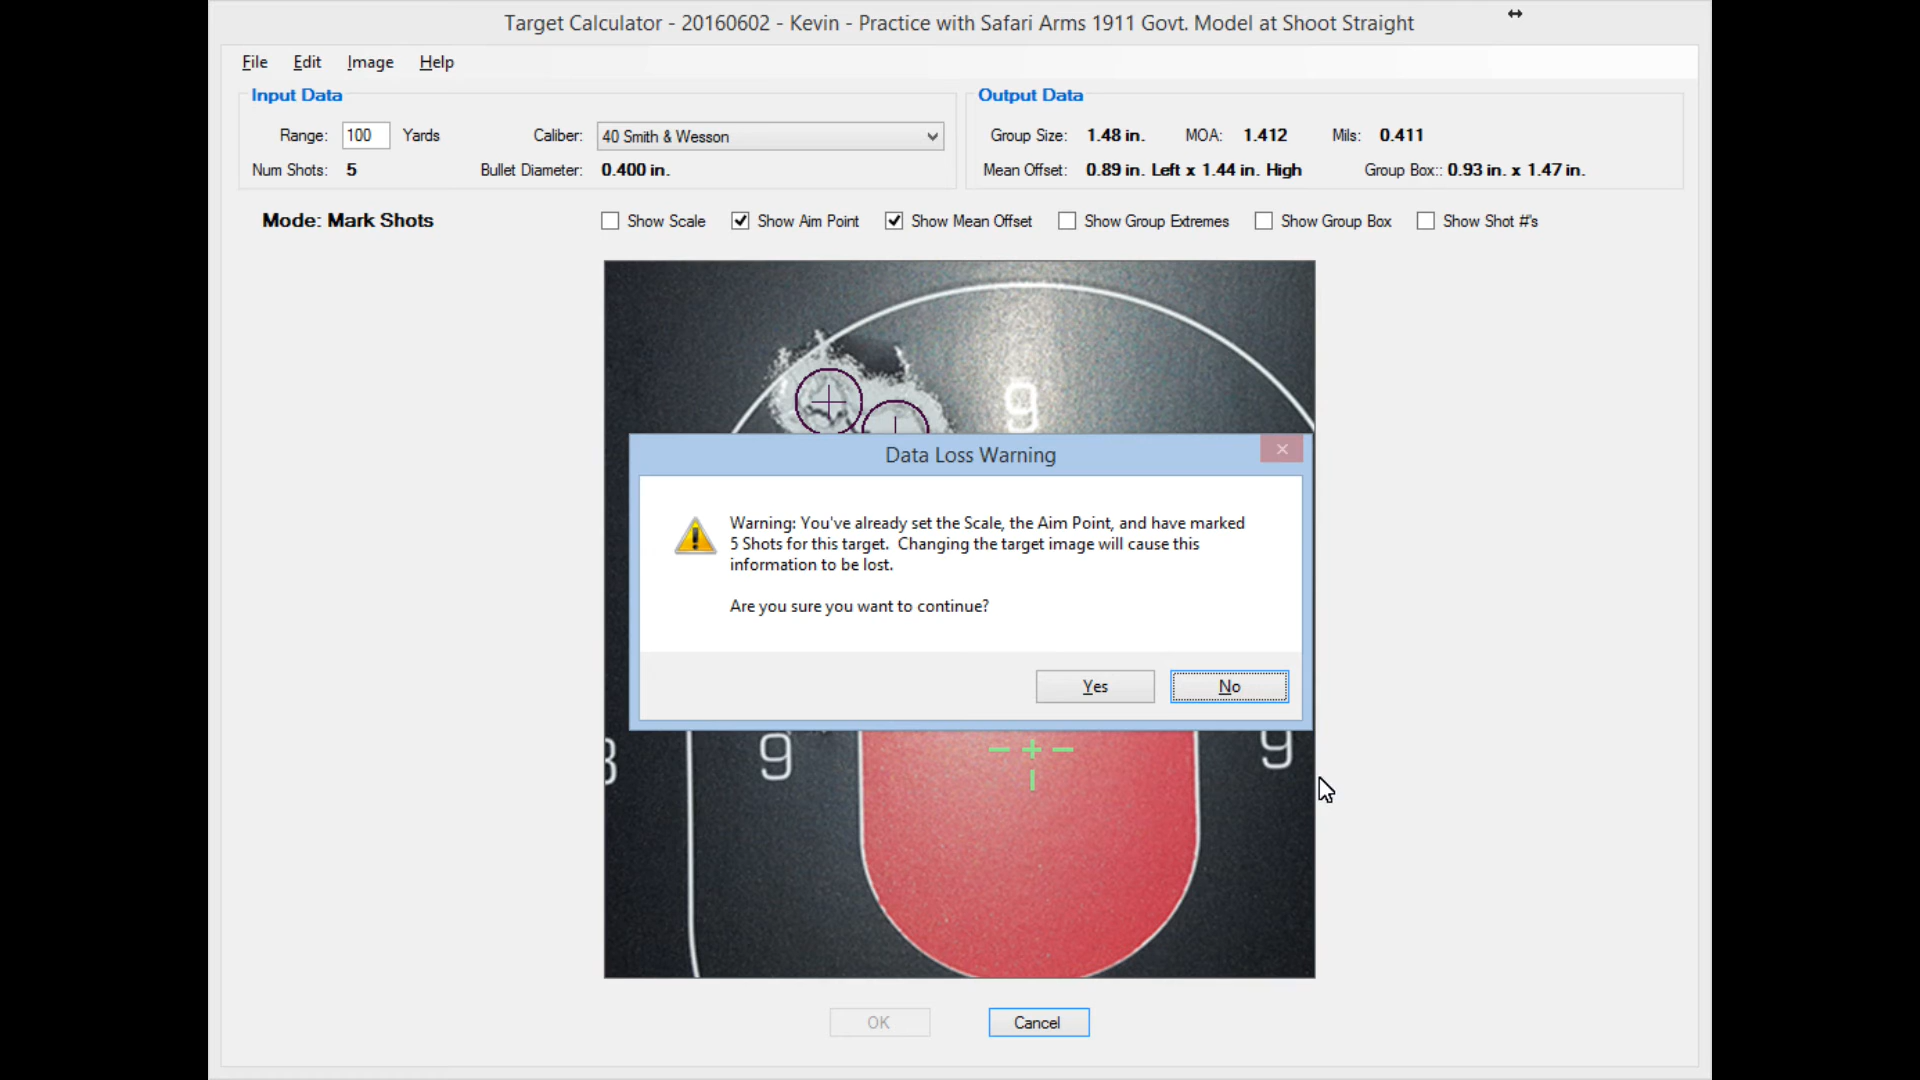 Target Calculator - 20160602 - Kevin - Practice with Safari Arms 1911 Govt. Model at Shoot Straight
File Edit Image Help
Input Data
Range: 100 Yards Caliber: 40 Smith & Wesson
Num Shots: 5 Bullet Diameter: 0.400 in.
Output Data
Group Size: 1.48 in. MOA: 1.412 Mils: 0.411
Mean Offset: 0.89 in. Left x 1.44 in. High Group Box:: 0.93 in. x 1.47 in.
Mode: Mark Shots
Show Scale Show Aim Point Show Mean Offset Show Group Extremes Show Group Box Show Shot #'s
9
Data Loss Warning
Warning: You've already set the Scale, the Aim Point, and have marked
5 Shots for this target. Changing the target image will cause this
information to be lost.
Are you sure you want to continue?
Yes No
8 9 9
OK Cancel